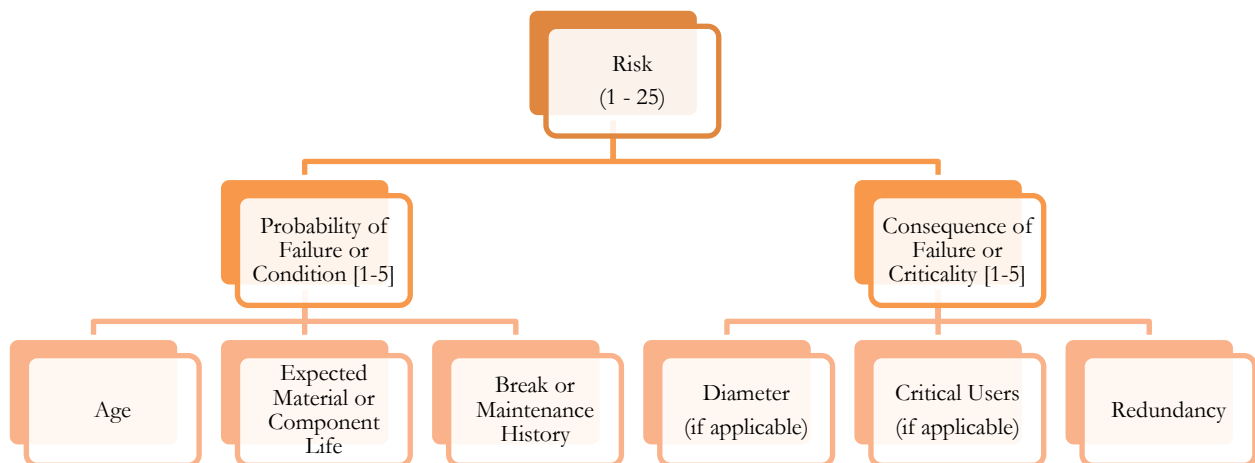 Risk
(1 - 25)
Probability of
Failure or
Condition [1-5]
Consequence of
Failure or
Criticality [1-5]
Age
Expected
Material or
Component
Life
Break or
Maintenance
History
Diameter
(if applicable)
Critical Users
(if applicable)
Redundancy